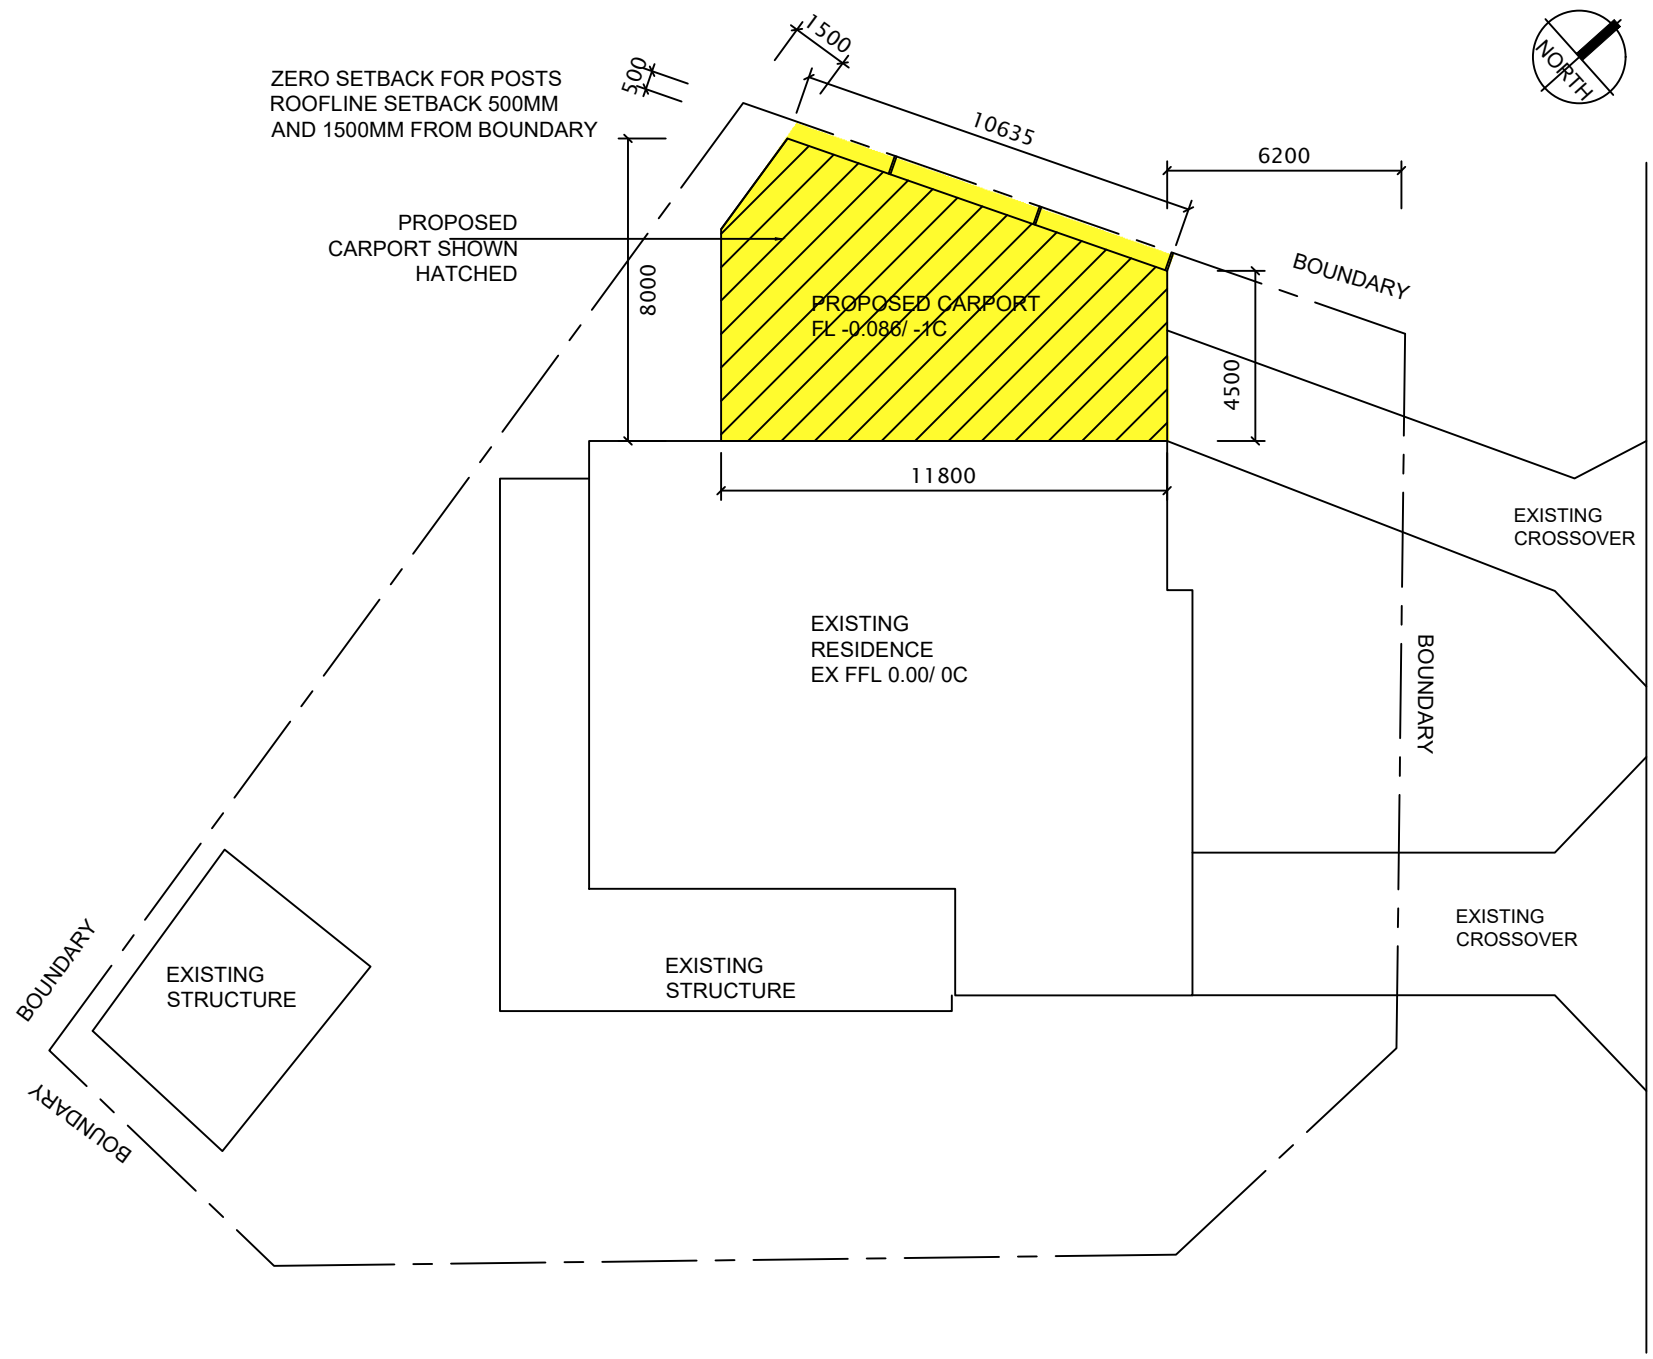 1500
NORTH
500
ZERO SETBACK FOR POSTS
ROOFLINE SETBACK 500MM
AND 1500MM FROM BOUNDARY
10635
6200
PROPOSED
CARPORT SHOWN
HATCHED
BOUNDARY
8000
PROPOSED CARPORT
FL -0.086/ -1C
4500
11800
EXISTING
CROSSOVER
EXISTING
RESIDENCE
EX FFL 0.00/ 0C
BOUNDARY
EXISTING
CROSSOVER
BOUNDARY
EXISTING
STRUCTURE
EXISTING
STRUCTURE
BOUNDARY